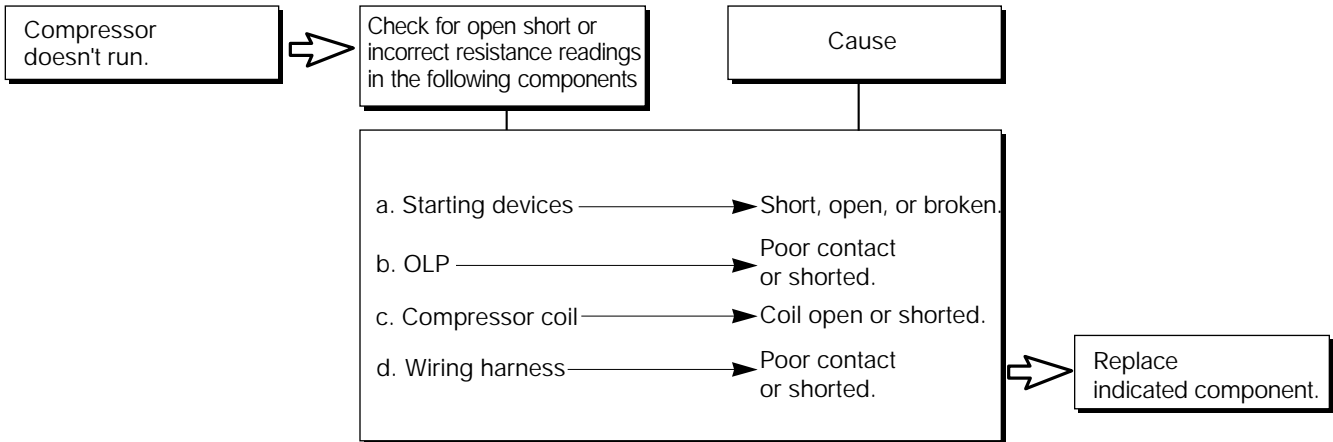 Compressor
doesn't run.
Check for open short or
incorrect resistance readings
in the following components
Cause
a. Starting devices
Short, open, or broken.
b. OLP
Poor contact
or shorted.
c. Compressor coil
Coil open or shorted.
d. Wiring harness
Poor contact
or shorted.
Replace
indicated component.